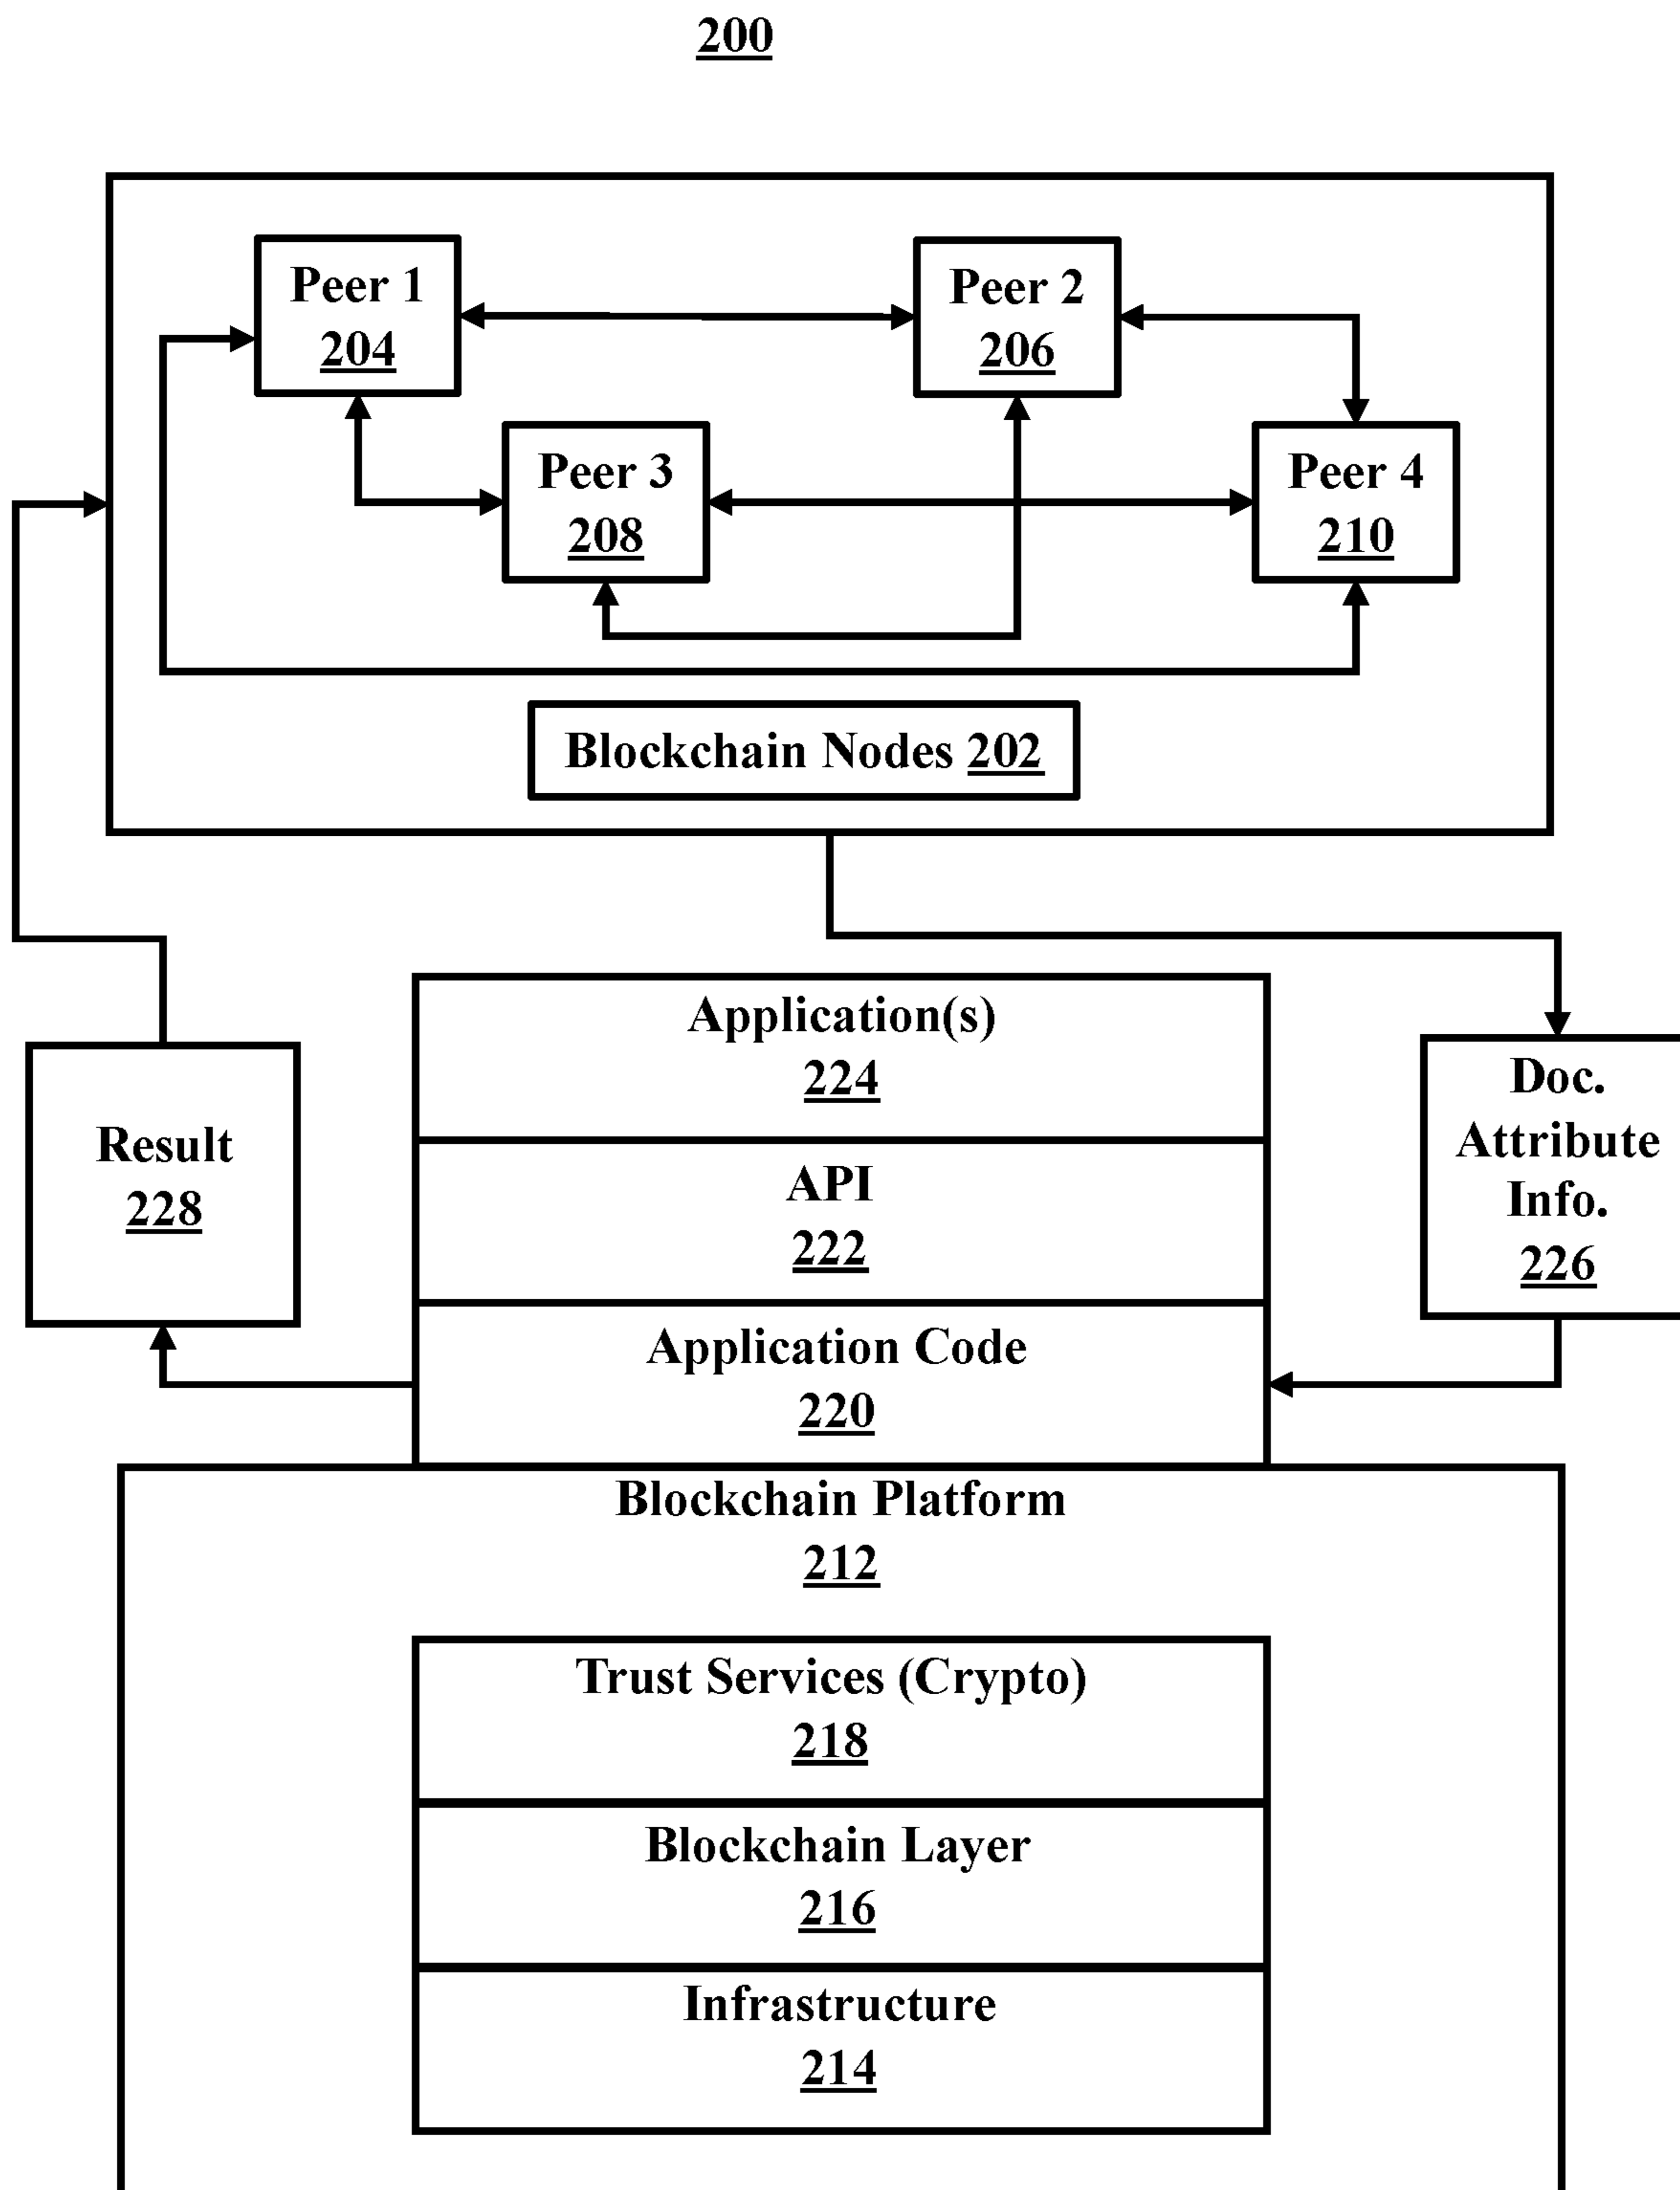 200
Peer 1
204
Peer 2
206
Peer 3
208
Peer 4
210
Blockchain Nodes 202
Application(s)
224
API
222
Application Code
220
Result
228
Doc.
Attribute
Info.
226
Blockchain Platform
212
Trust Services (Crypto)
218
Blockchain Layer
216
Infrastructure
214